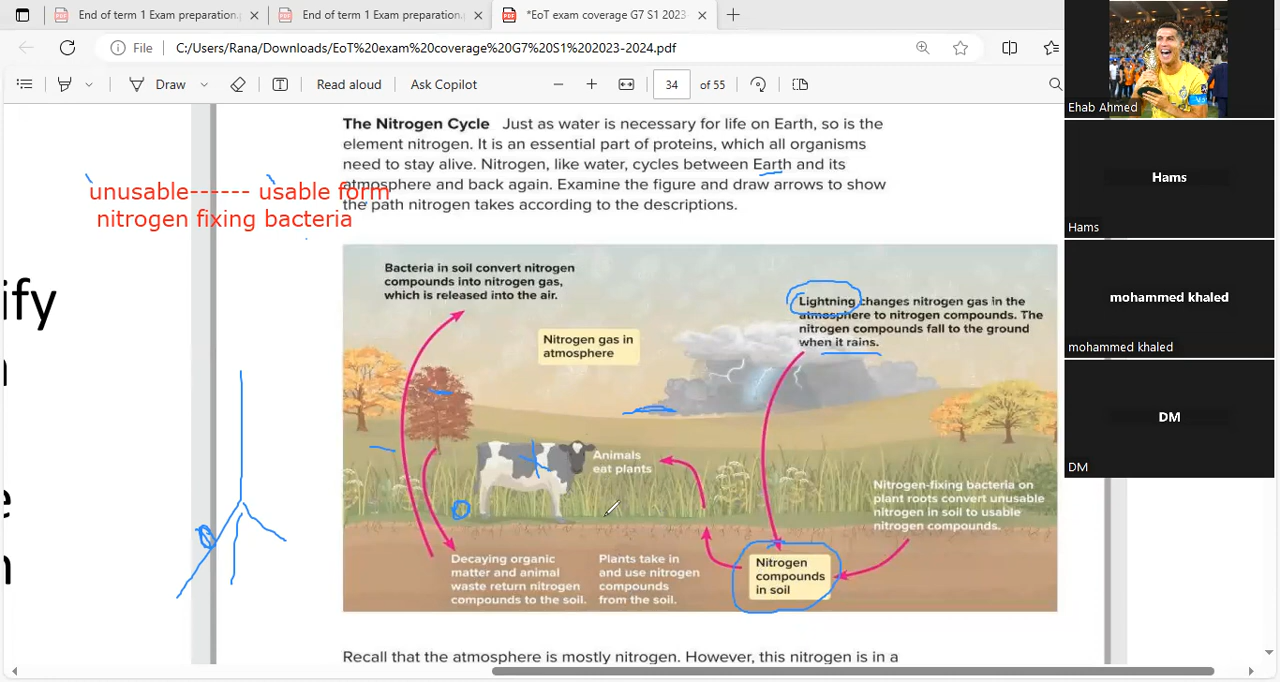 End of term 1 Exam preparation.p
End of term 1 Exam preparation.p
*EoT exam coverage G7 S1 2023-
File
C:/Users/Rana/Downloads/EoT%20exam%20coverage%20G7%20S1%202023-2024.pdf
Draw
Read aloud
Ask Copilot
34
of 55
The Nitrogen Cycle Just as water is necessary for life on Earth, so is the
element nitrogen. It is an essential part of proteins, which all organisms
need to stay alive. Nitrogen, like water, cycles between Earth and its
atmosphere and back again. Examine the figure and draw arrows to show
the path nitrogen takes according to the descriptions.
unusable------ usable form
nitrogen fixing bacteria
ify
Bacteria in soil convert nitrogen
compounds into nitrogen gas,
which is released into the air.
Nitrogen gas in
atmosphere
Lightning changes nitrogen gas in the
atmosphere to nitrogen compounds. The
nitrogen compounds fall to the ground
when it rains.
Animals
eat plants
Nitrogen-fixing bacteria on
plant roots convert unusable
nitrogen in soil to usable
nitrogen compounds.
Decaying organic
matter and animal
waste return nitrogen
compounds to the soil.
Plants take in
and use nitrogen
compounds
from the soil.
Nitrogen
compounds
in soil
Recall that the atmosphere is mostly nitrogen. However, this nitrogen is in a
Ehab Ahmed
Hams
Hams
mohammed khaled
mohammed khaled
DM
DM